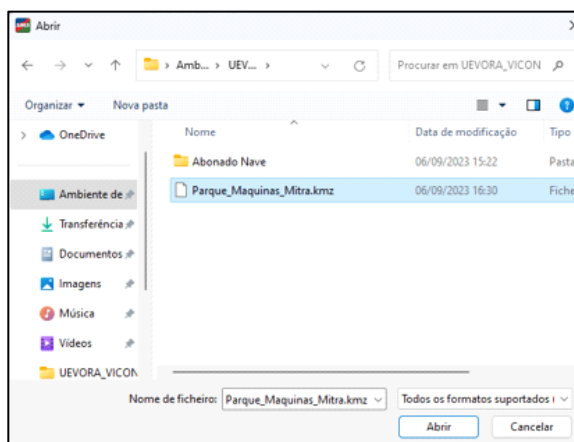 Abrir
Amb... > UEV... >
Procurar em UEVORA_VICON
Organizar
Nova pasta
OneDrive
Nome
Data de modificação
Tipo
Abonado Nave
06/09/2023 15:22
Pasta
Ambiente de
Parque_Maquinas_Mitra.kmz
06/09/2023 16:30
Fiche
Transferência
Documentos
Imagens
Música
Vídeos
UEVORA_VICON
Nome de ficheiro:
Parque_Maquinas_Mitra.kmz
Todos os formatos suportados (
Abrir
Cancelar